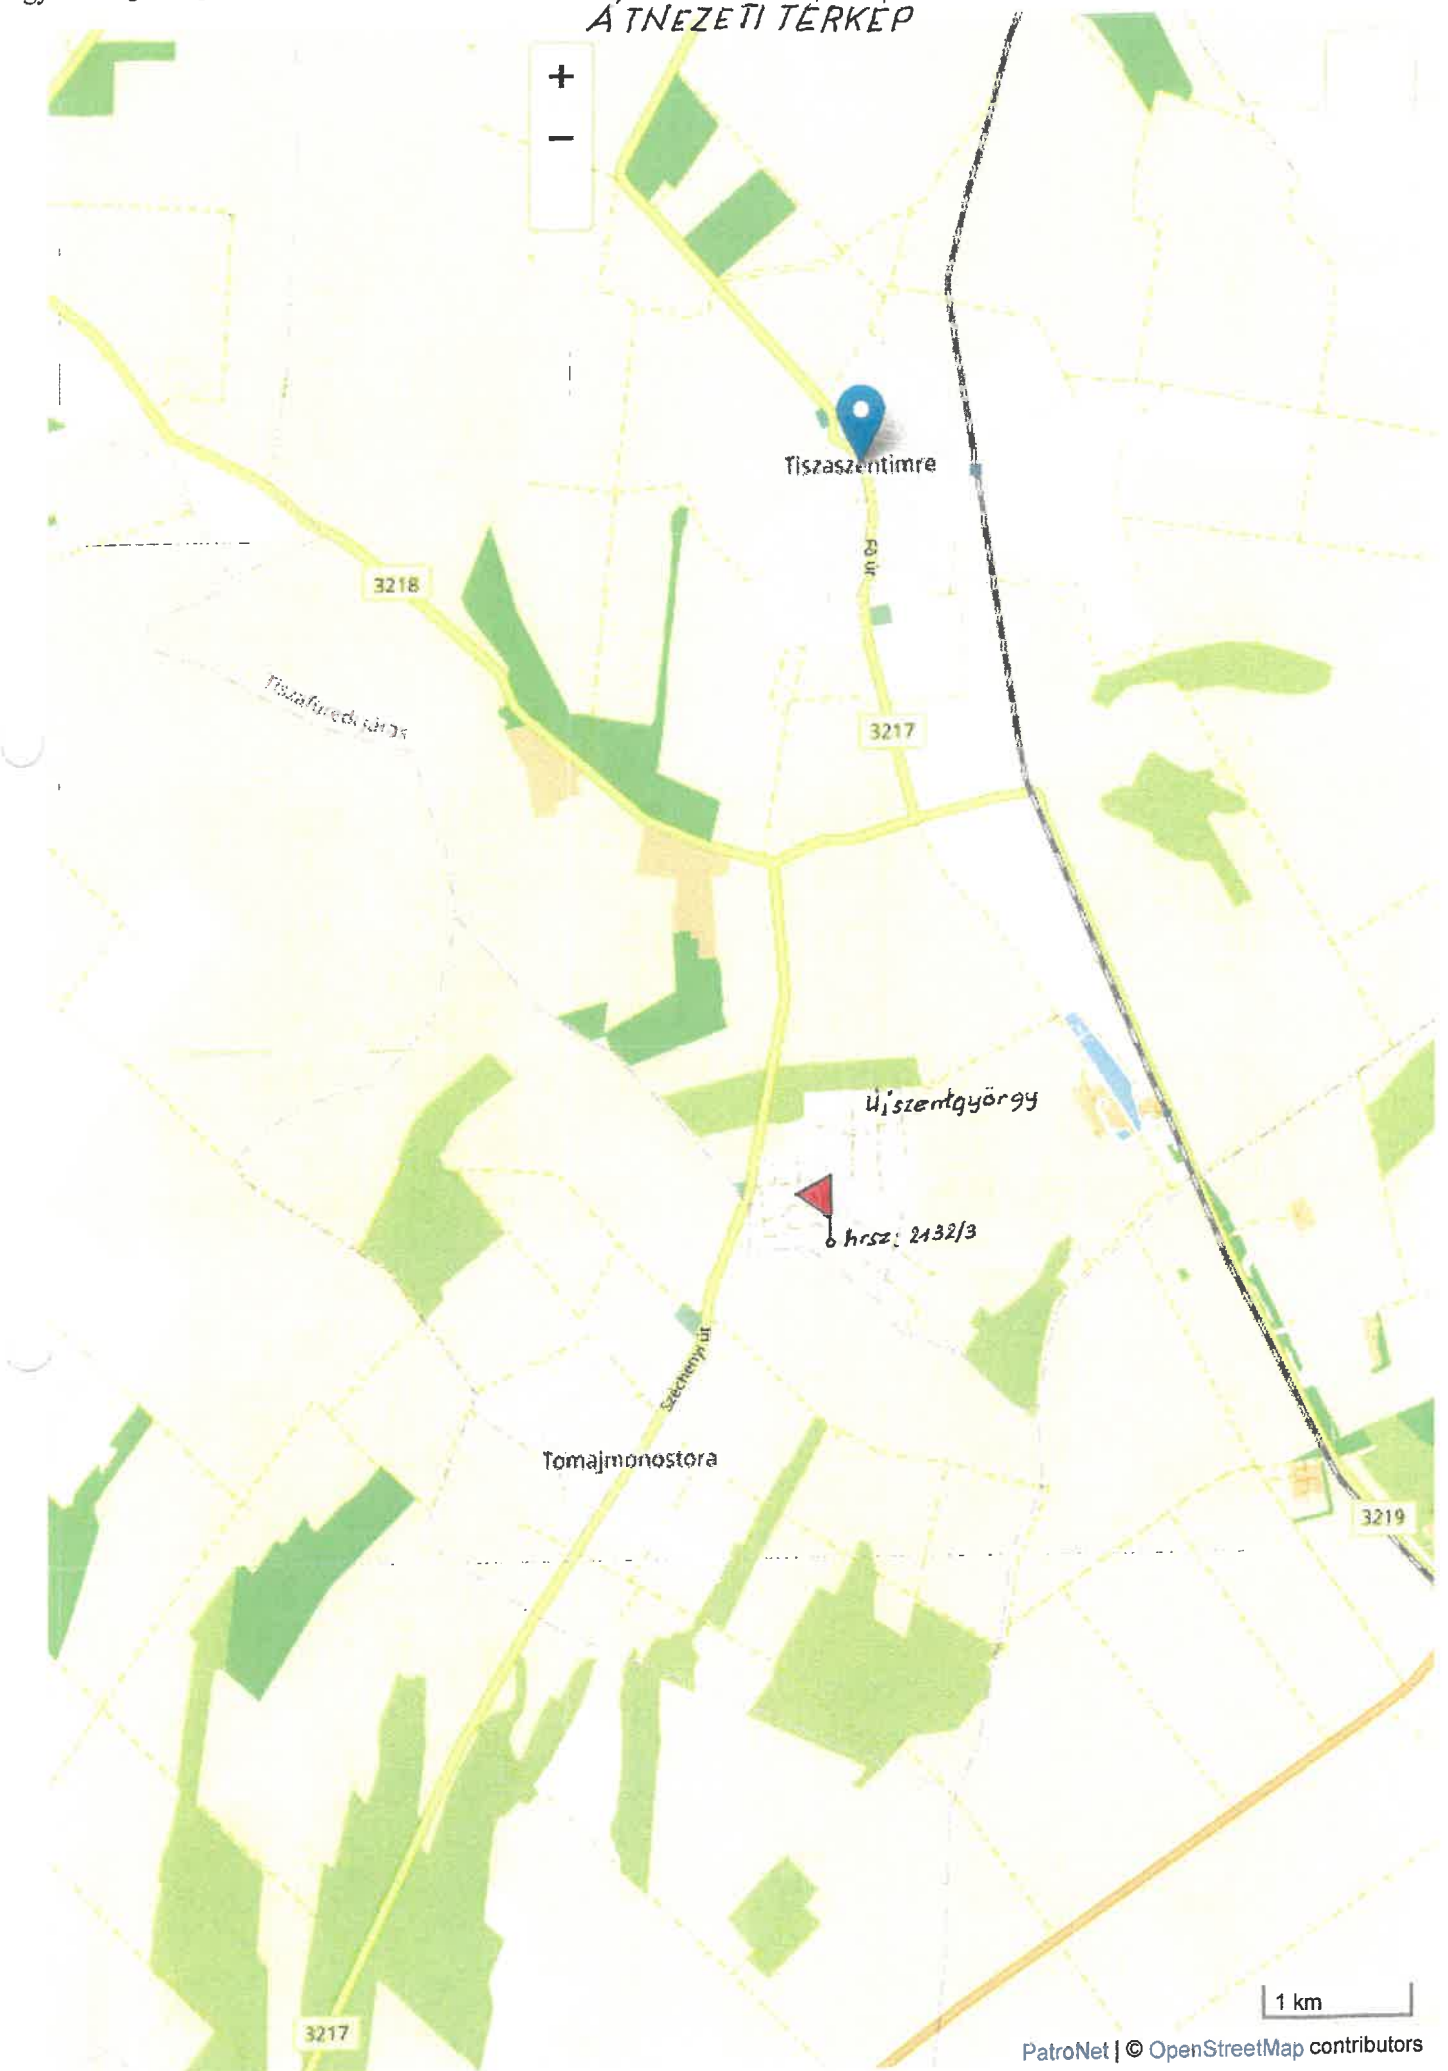 ÁTNÉZETI TÉRKÉP
+
−
Tiszaszentimre
Fő út
3218
Tiszafüredi járás
3217
Újszentgyörgy
hrsz: 2132/3
Széchenyi út
Tomajmonostora
3219
3217
1 km
PatroNet | © OpenStreetMap contributors